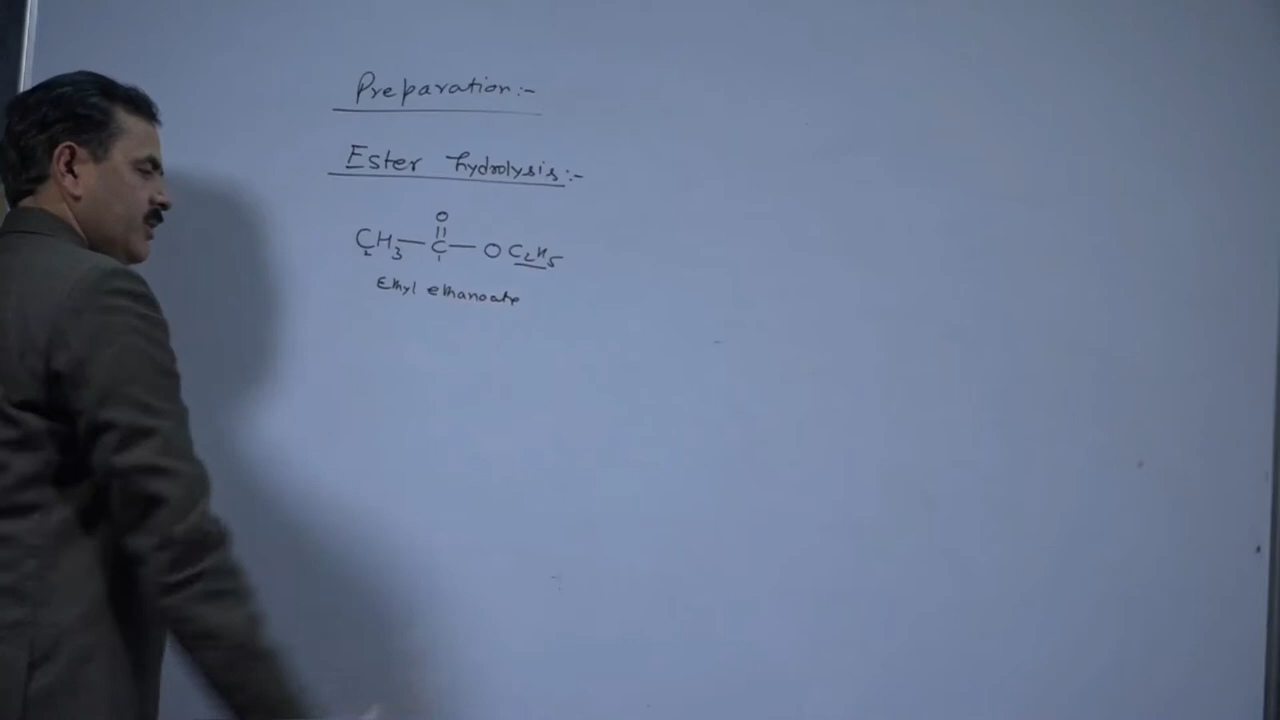 Preparation:-
Ester hydrolysis:-
O
||
CH3—C—OC2H5
Ethyl ethanoate